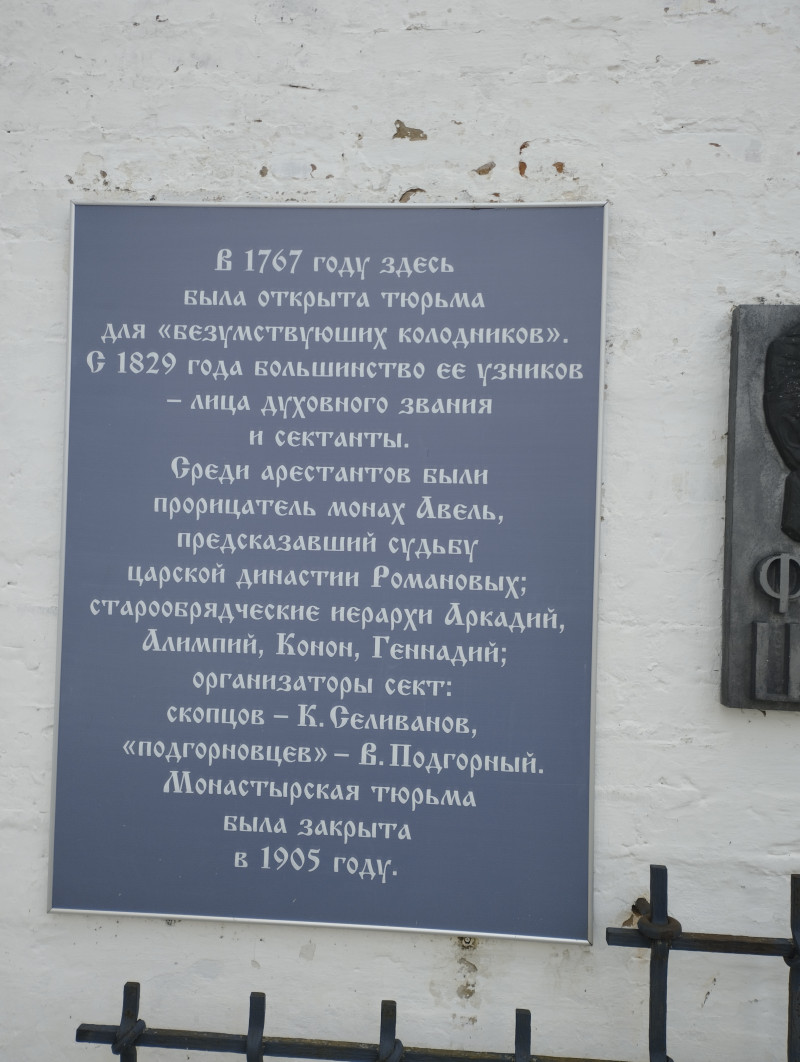 В 1767 году здесь
была открыта тюрьма
для «безумствуюших колодников».
С 1829 года большинство ее узников
– лица духовного звания
и сектанты.
Среди арестантов были
прорицатель монах Авель,
предсказавший судьбу
царской династии Романовых;
старообрядческие иерархи Аркадий,
Алимпий, Конон, Геннадий;
организаторы сект:
скопцов – К. Селиванов,
«подгорновцев» – В. Подгорный.
Монастырская тюрьма
была закрыта
в 1905 году.